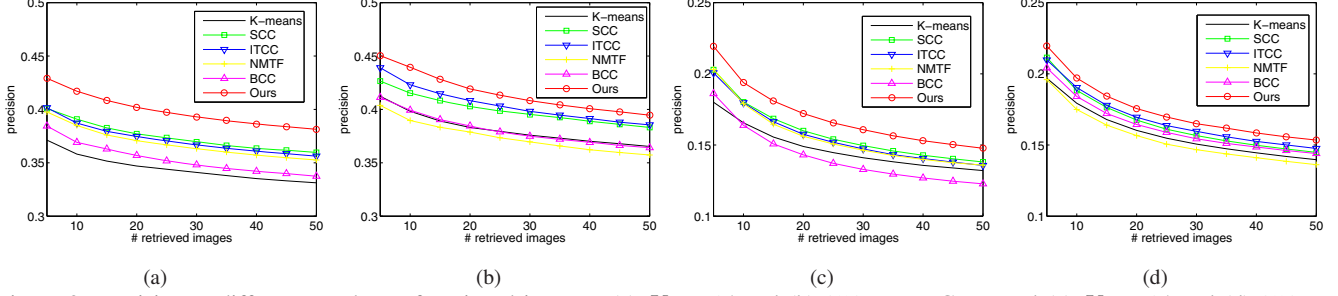 0.5
0.45
0.4
0.35
0.3
precision
10
20
30
40
50
# retrieved images
K-means
SCC
ITCC
NMTF
BCC
Ours
(a)
0.5
0.45
0.4
0.35
0.3
precision
10
20
30
40
50
# retrieved images
K-means
SCC
ITCC
NMTF
BCC
Ours
(b)
0.25
0.2
0.15
0.1
precision
10
20
30
40
50
# retrieved images
K-means
SCC
ITCC
NMTF
BCC
Ours
(c)
0.25
0.2
0.15
0.1
precision
10
20
30
40
50
# retrieved images
K-means
SCC
ITCC
NMTF
BCC
Ours
(d)